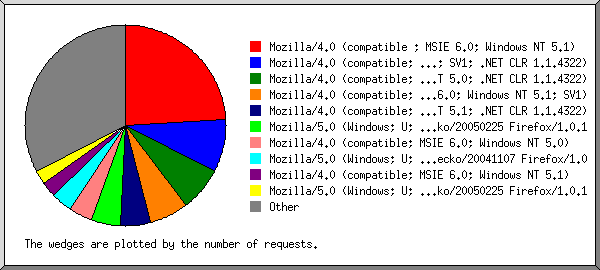 Mozilla/4.0 (compatible ; MSIE 6.0; Windows NT 5.1)
Mozilla/4.0 (compatible; ...; SV1; .NET CLR 1.1.4322)
Mozilla/4.0 (compatible; ...T 5.0; .NET CLR 1.1.4322)
Mozilla/4.0 (compatible; ...6.0; Windows NT 5.1; SV1)
Mozilla/4.0 (compatible; ...T 5.1; .NET CLR 1.1.4322)
Mozilla/5.0 (Windows; U; ...ko/20050225 Firefox/1.0.1
Mozilla/4.0 (compatible; MSIE 6.0; Windows NT 5.0)
Mozilla/5.0 (Windows; U; ...ecko/20041107 Firefox/1.0
Mozilla/4.0 (compatible; MSIE 6.0; Windows NT 5.1)
Mozilla/5.0 (Windows; U; ...ko/20050225 Firefox/1.0.1
Other
The wedges are plotted by the number of requests.